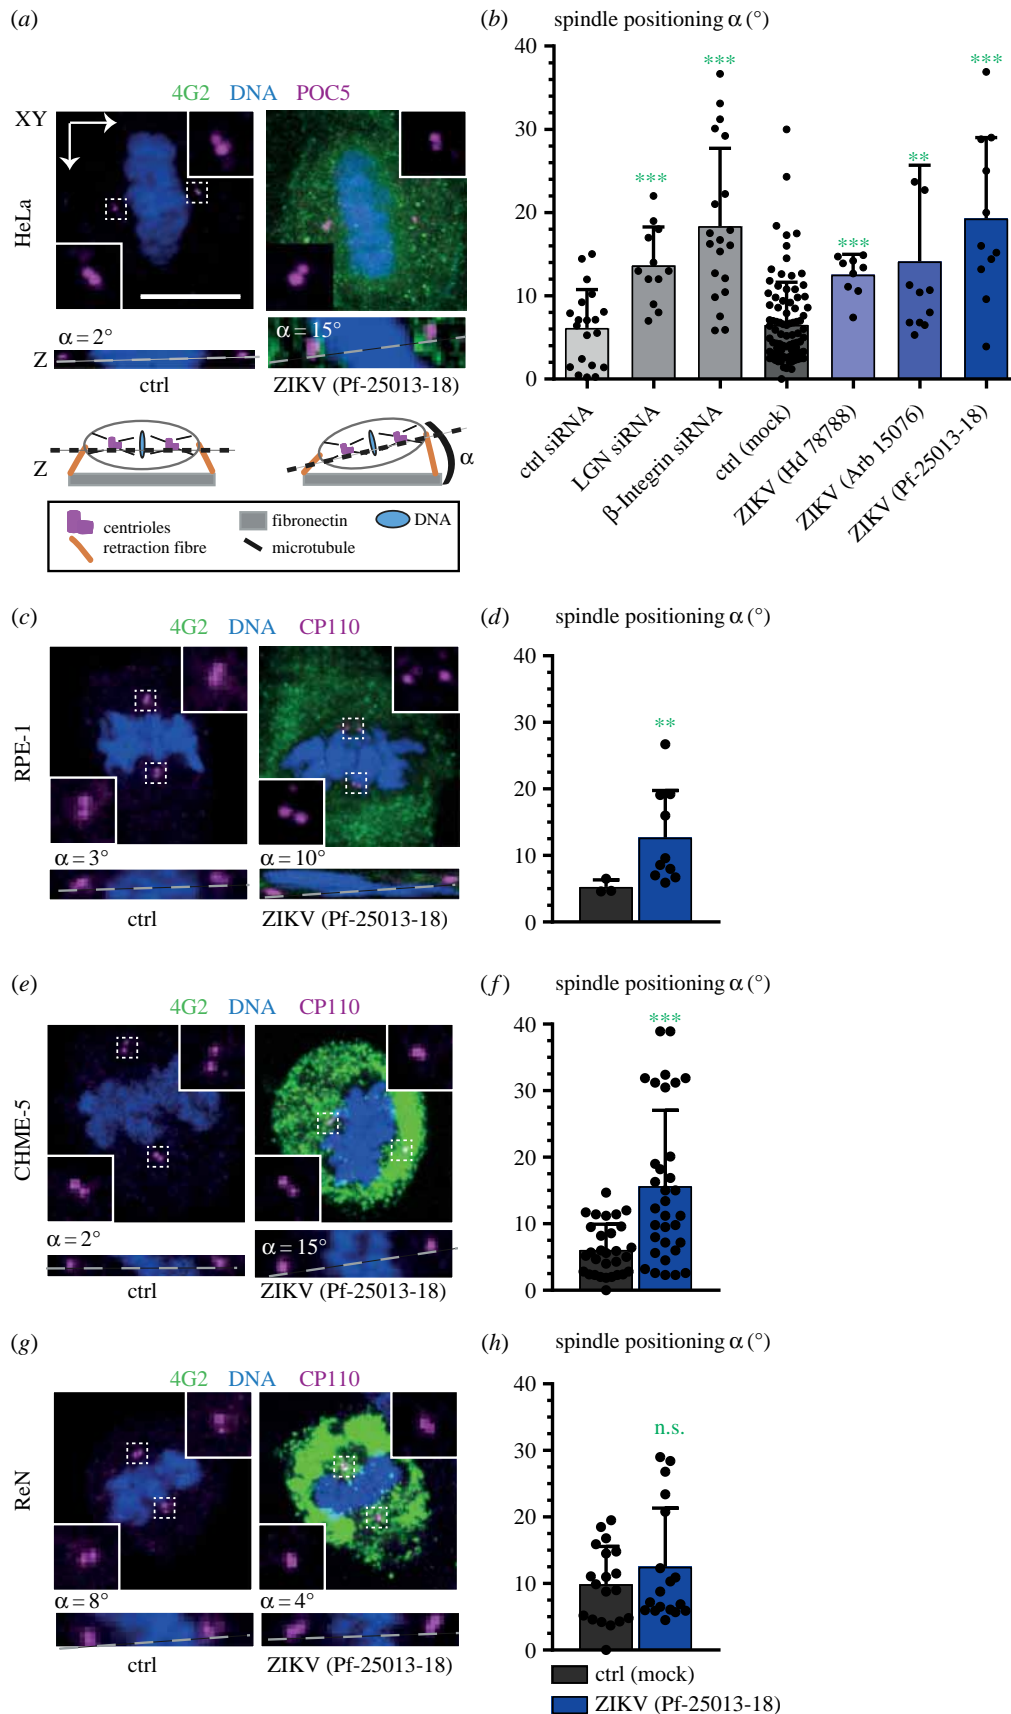 (a)
4G2 DNA POC5
XY
HeLa
α = 2°
α = 15°
Z
ctrl
ZIKV (Pf-25013-18)
Z
α
centrioles
fibronectin
DNA
retraction fibre
microtubule
(b)
spindle positioning α (°)
40
30
20
10
0
***
***
***
**
***
ctrl siRNA
LGN siRNA
β-Integrin siRNA
ctrl (mock)
ZIKV (Hd 78788)
ZIKV (Arb 15076)
ZIKV (Pf-25013-18)
(c)
4G2 DNA CP110
RPE-1
α = 3°
α = 10°
ctrl
ZIKV (Pf-25013-18)
(d)
spindle positioning α (°)
40
30
20
10
0
**
(e)
4G2 DNA CP110
CHME-5
α = 2°
α = 15°
ctrl
ZIKV (Pf-25013-18)
(f)
spindle positioning α (°)
40
30
20
10
0
***
(g)
4G2 DNA CP110
ReN
α = 8°
α = 4°
ctrl
ZIKV (Pf-25013-18)
(h)
spindle positioning α (°)
40
30
20
10
0
n.s.
ctrl (mock)
ZIKV (Pf-25013-18)